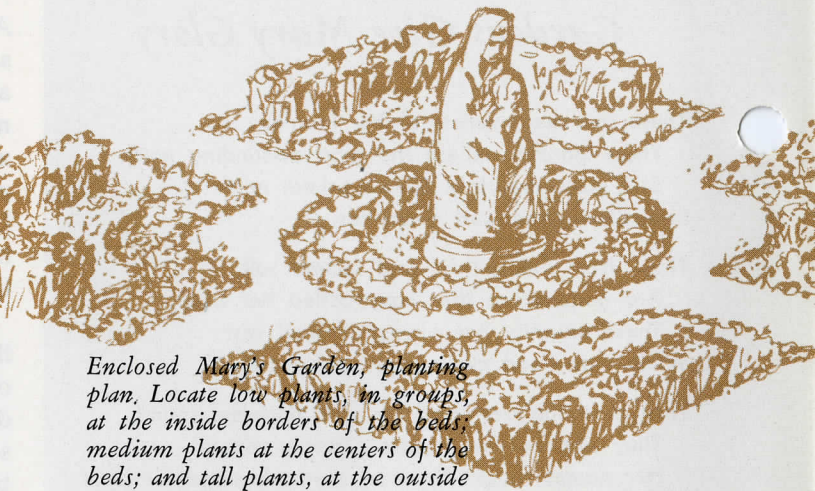 Enclosed Mary's Garden, planting
plan. Locate low plants, in groups,
at the inside borders of the beds;
medium plants at the centers of the
beds; and tall plants, at the outside